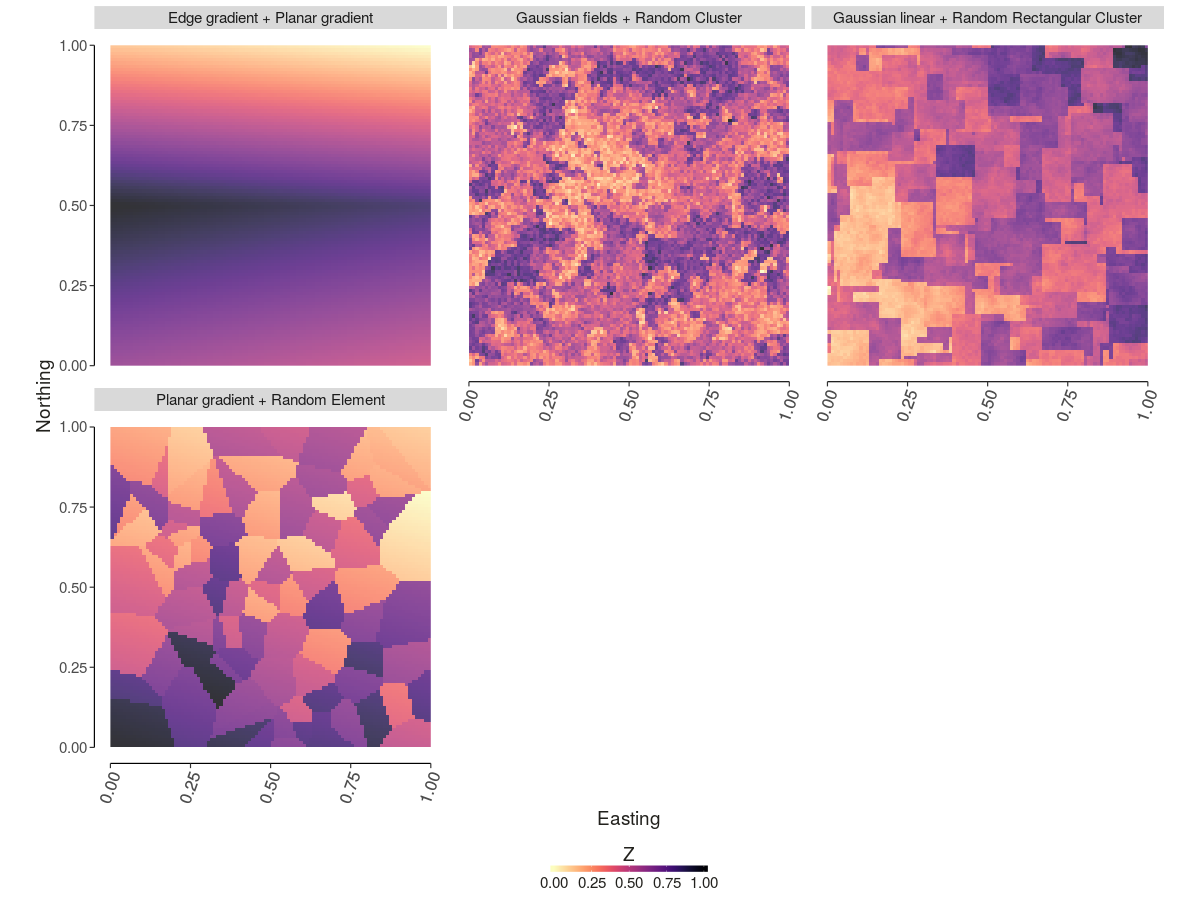 Edge gradient + Planar gradient
Gaussian fields + Random Cluster
Gaussian linear + Random Rectangular Cluster
1.00
0.75
0.50
0.25
0.00
0.00 0.25 0.50 0.75 1.00
0.00 0.25 0.50 0.75 1.00
Northing
Planar gradient + Random Element
1.00
0.75
0.50
0.25
0.00
0.00 0.25 0.50 0.75 1.00
Easting
Z
0.00 0.25 0.50 0.75 1.00